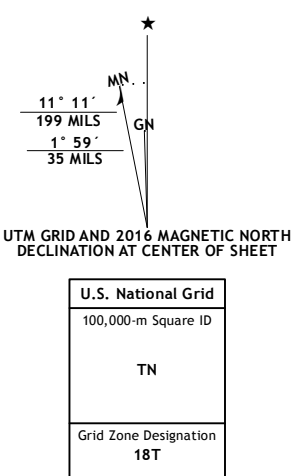 ★
MN
11° 11´
199 MILS
GN
1° 59´
35 MILS
UTM GRID AND 2016 MAGNETIC NORTH
DECLINATION AT CENTER OF SHEET
U.S. National Grid
100,000-m Square ID
TN
Grid Zone Designation
18T